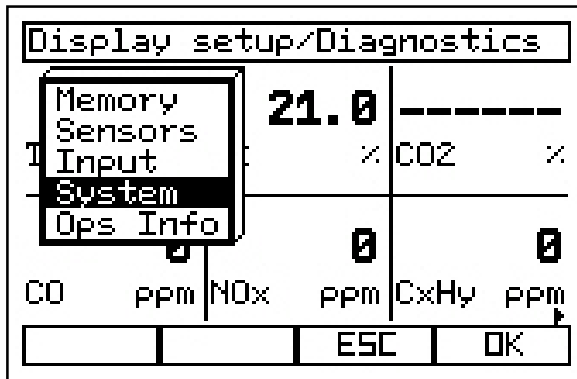 Display setup/Diagnostics
Memory
Sensors
Input
System
Ops Info
21.0 ------
% CO2 %
0 0 0
CO ppm NOx ppm CxHy ppm
ESC OK